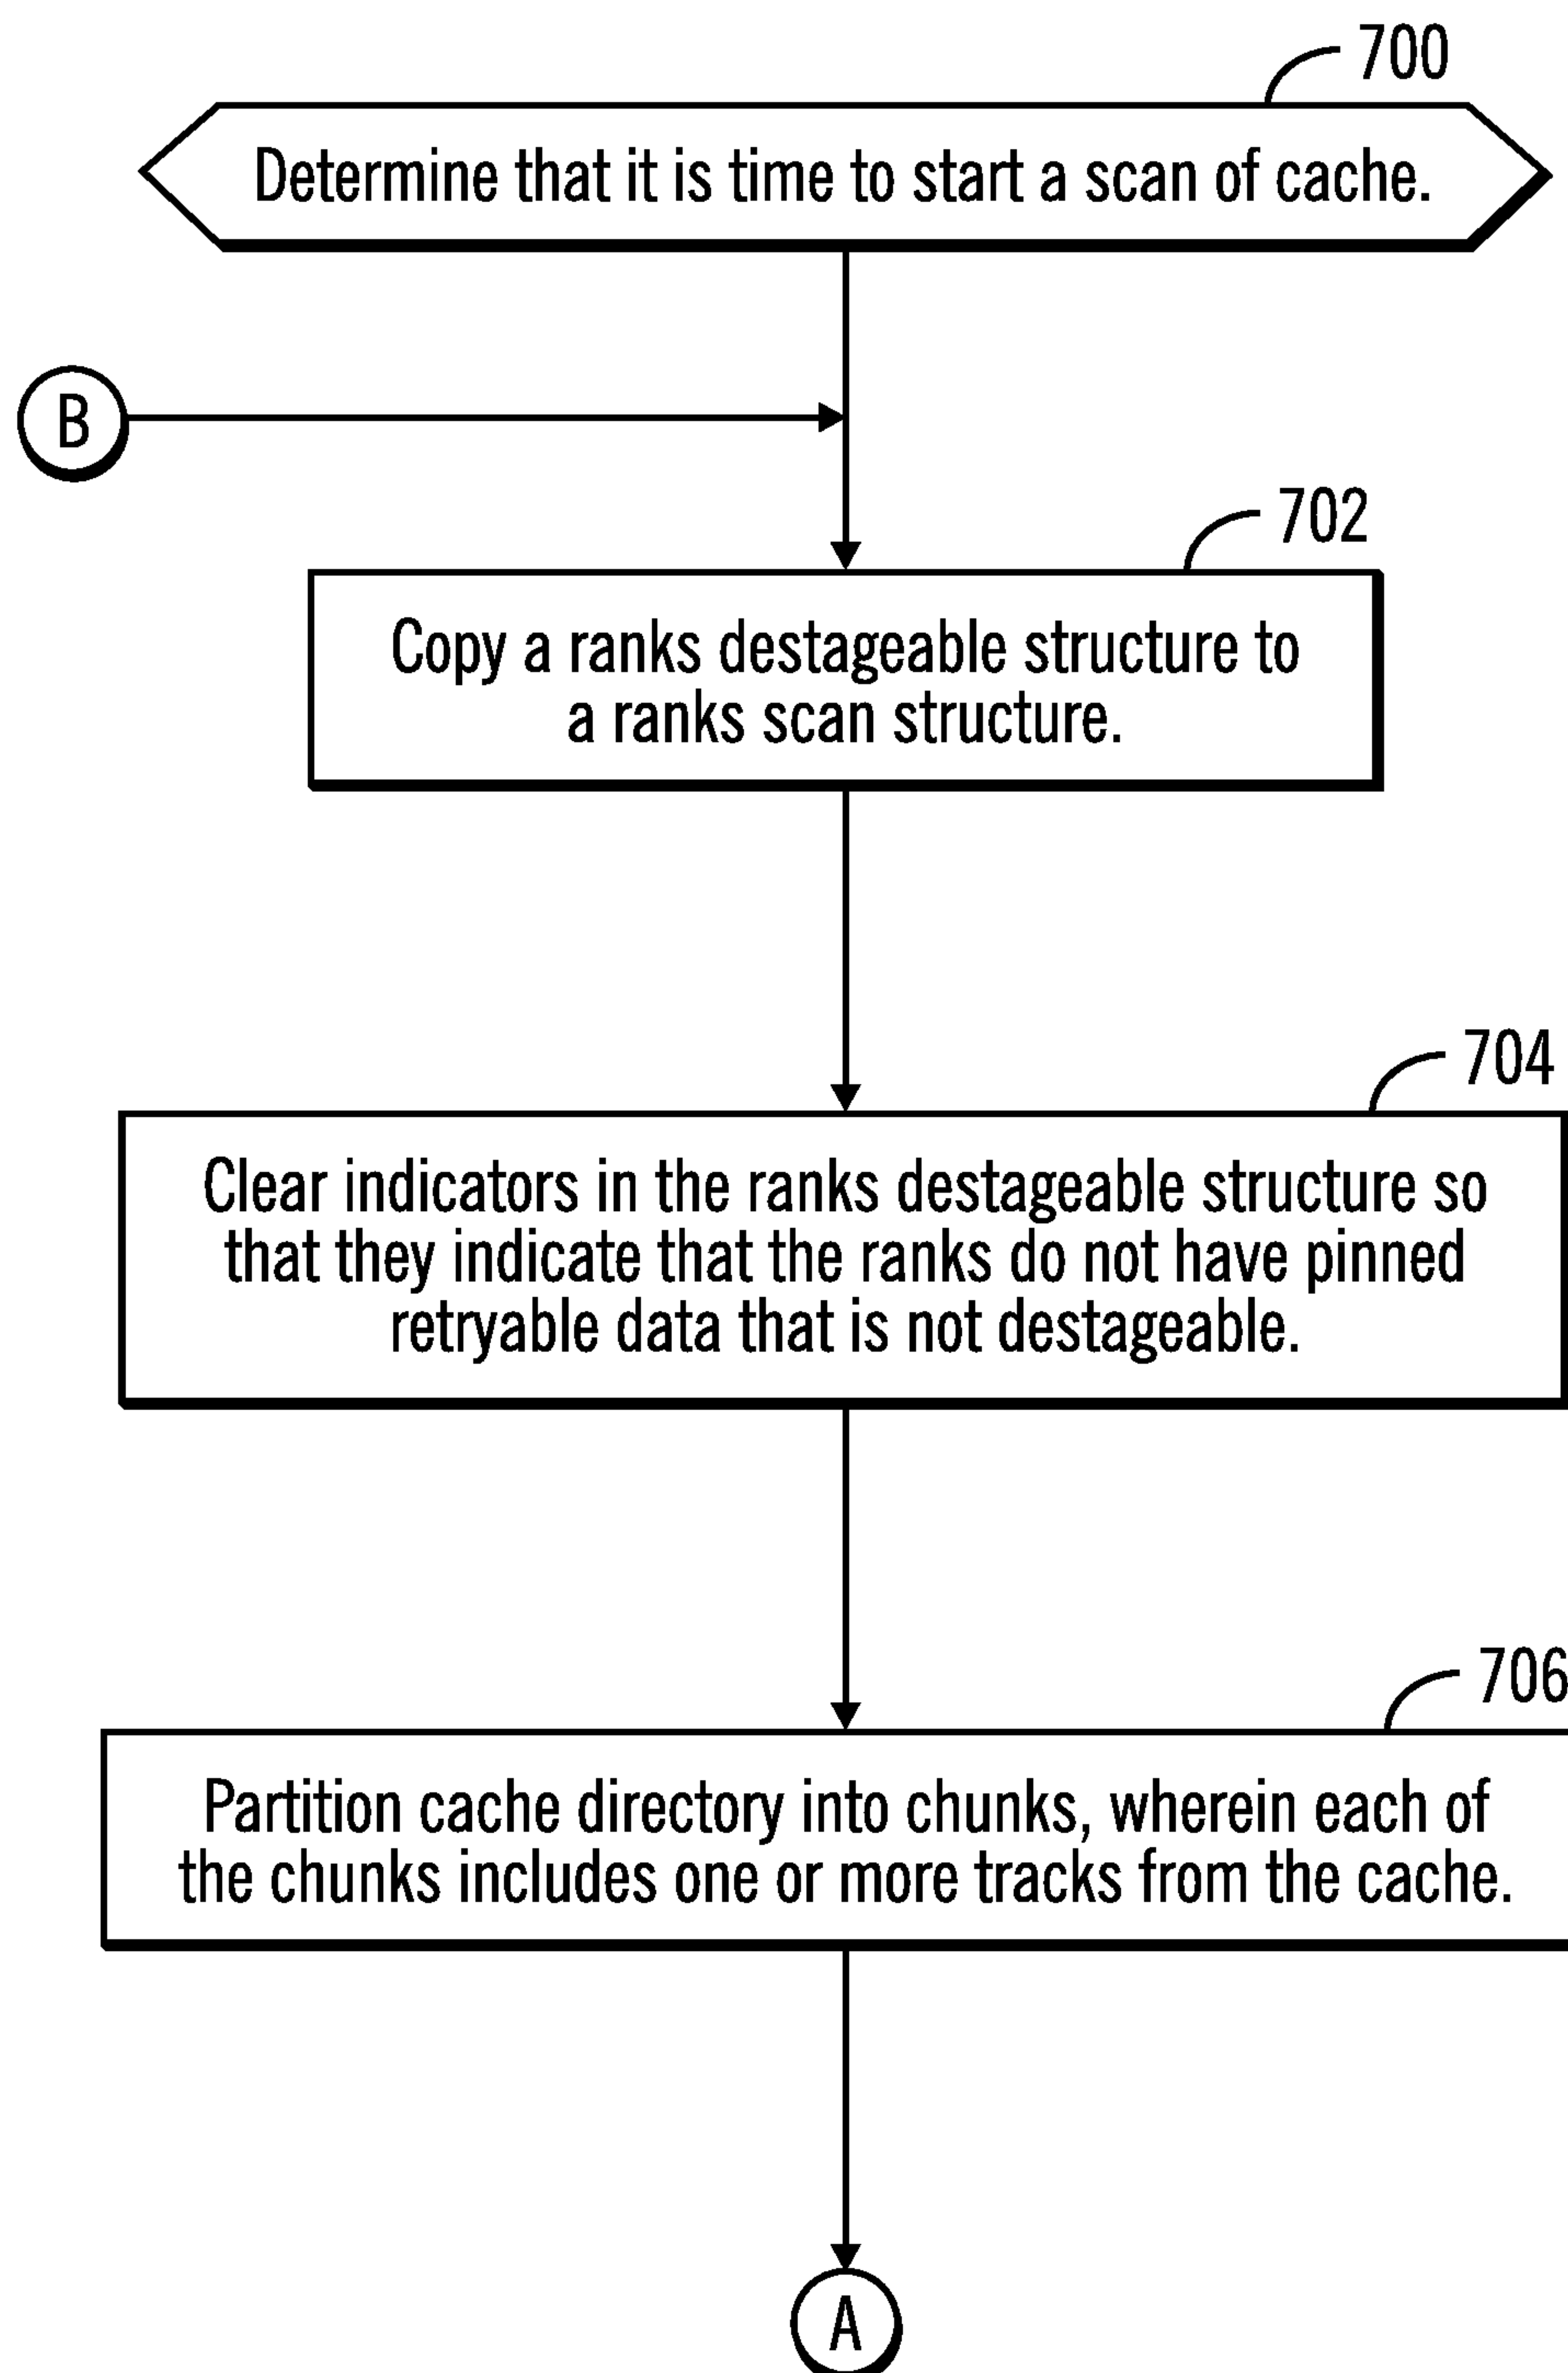 700
Determine that it is time to start a scan of cache.
B
702
Copy a ranks destageable structure to
a ranks scan structure.
704
Clear indicators in the ranks destageable structure so
that they indicate that the ranks do not have pinned
retryable data that is not destageable.
706
Partition cache directory into chunks, wherein each of
the chunks includes one or more tracks from the cache.
A